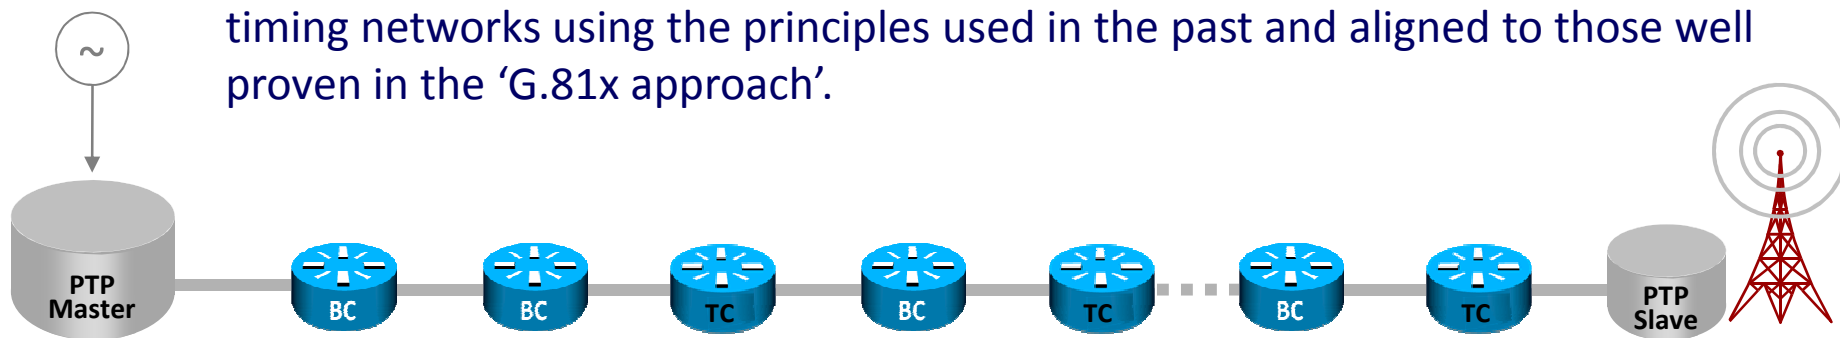 timing networks using the principles used in the past and aligned to those well
proven in the ‘G.81x approach’.
~
PTP
Master
BC
BC
TC
BC
TC
BC
TC
PTP
Slave